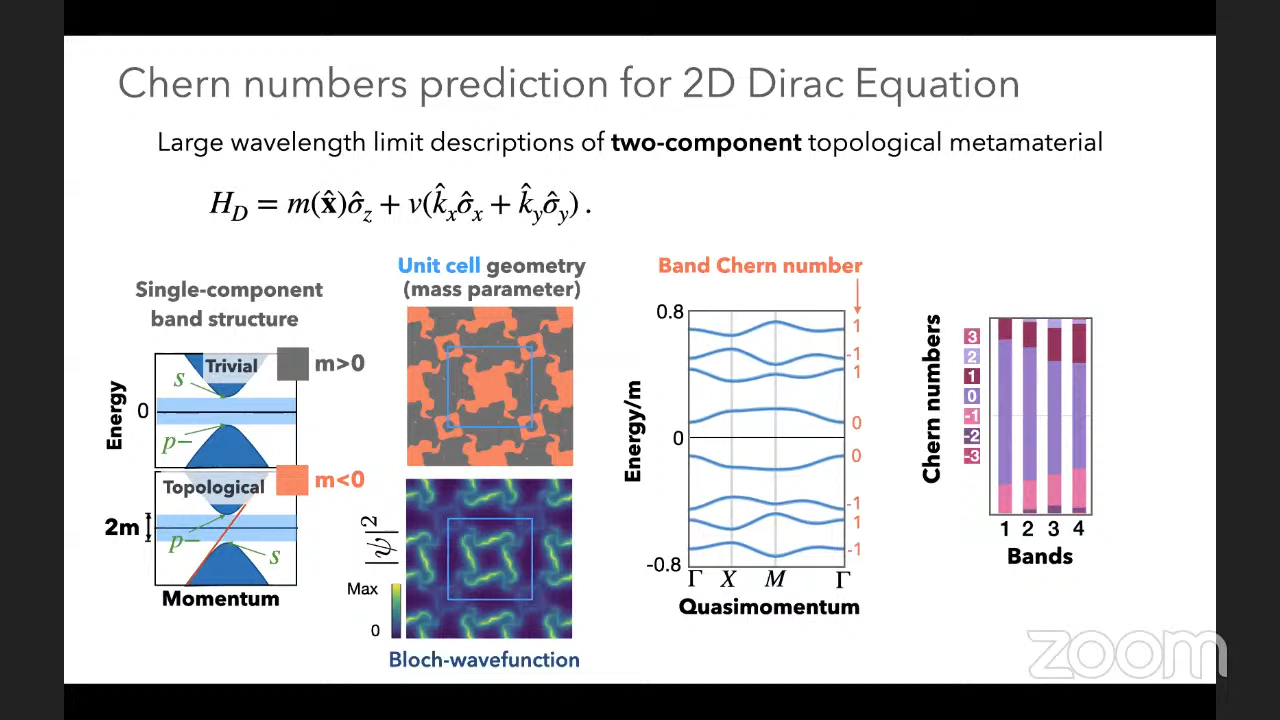 Chern numbers prediction for 2D Dirac Equation
Large wavelength limit descriptions of two-component topological metamaterial
H_D = m(x̂)σ̂_z + v(k̂_xσ̂_x + k̂_yσ̂_y) .
Single-component
band structure
Trivial
s
m>0
Energy
0
p−
Topological
m<0
2m
p−
s
Momentum
Unit cell geometry
(mass parameter)
|ψ|²
Max
0
Bloch-wavefunction
Band Chern number
0.8
Energy/m
0
-0.8
1
-1
1
0
0
-1
1
-1
Γ X M Γ
Quasimomentum
Chern numbers
3
2
1
0
-1
-2
-3
1 2 3 4
Bands
zoom